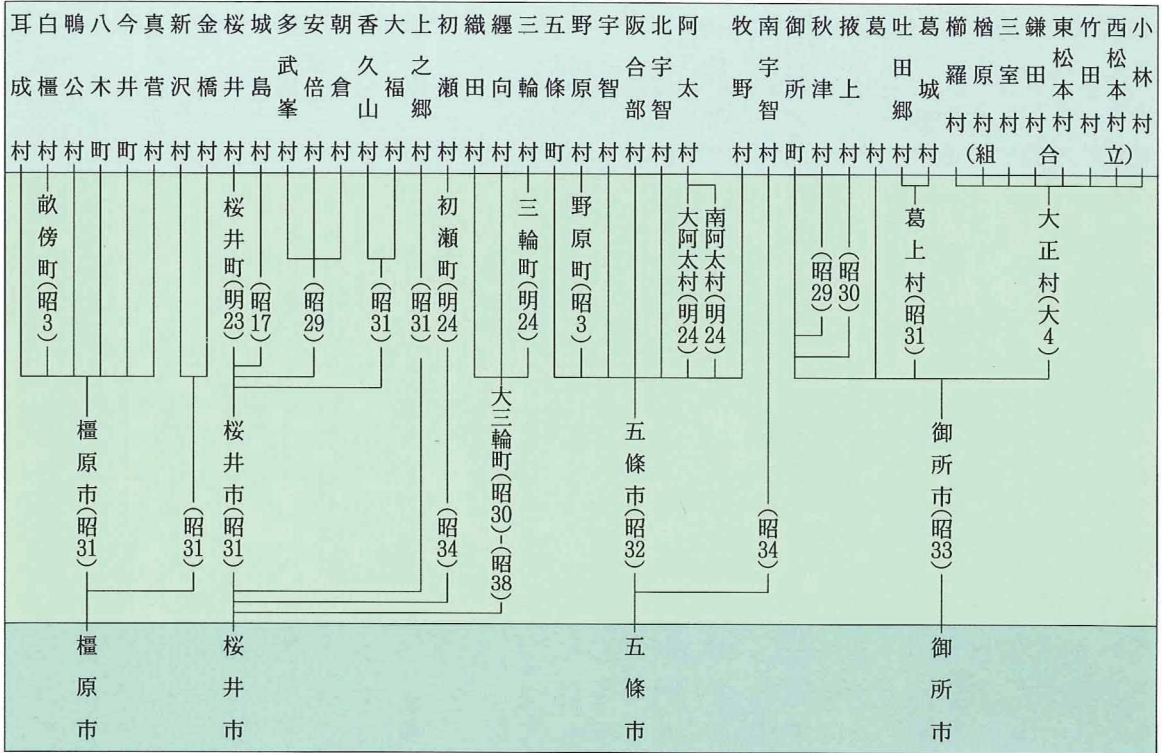 耳成村
白橿村
鴨公村
八木町
今井町
真菅村
新沢村
金橋村
桜井村
城島村
多武峯村
安倍村
朝倉村
香久山村
大福村
上之郷村
初瀬村
織田村
纏向村
三輪村
五條町
野原村
宇智村
阪合部村
北宇智村
阿太村
牧野村
南宇智村
御所町
秋津村
掖上村
葛村
吐田郷村
葛城村
櫛羅村
楢原村
三室村
鎌田村
東松本村
竹田村
西松本村
小林村
(組合立)
畝傍町(昭3)
桜井町(明23)
(昭17)
(昭29)
(昭31)
(昭31)
初瀬町(明24)
三輪町(明24)
野原町(昭3)
大阿太村(明24)
南阿太村(明24)
(昭29)
(昭30)
葛上村(昭31)
大正村(大4)
橿原市(昭31)
(昭31)
桜井市(昭31)
(昭34)
大三輪町(昭30)-(昭38)
五條市(昭32)
(昭34)
御所市(昭33)
橿原市
桜井市
五條市
御所市